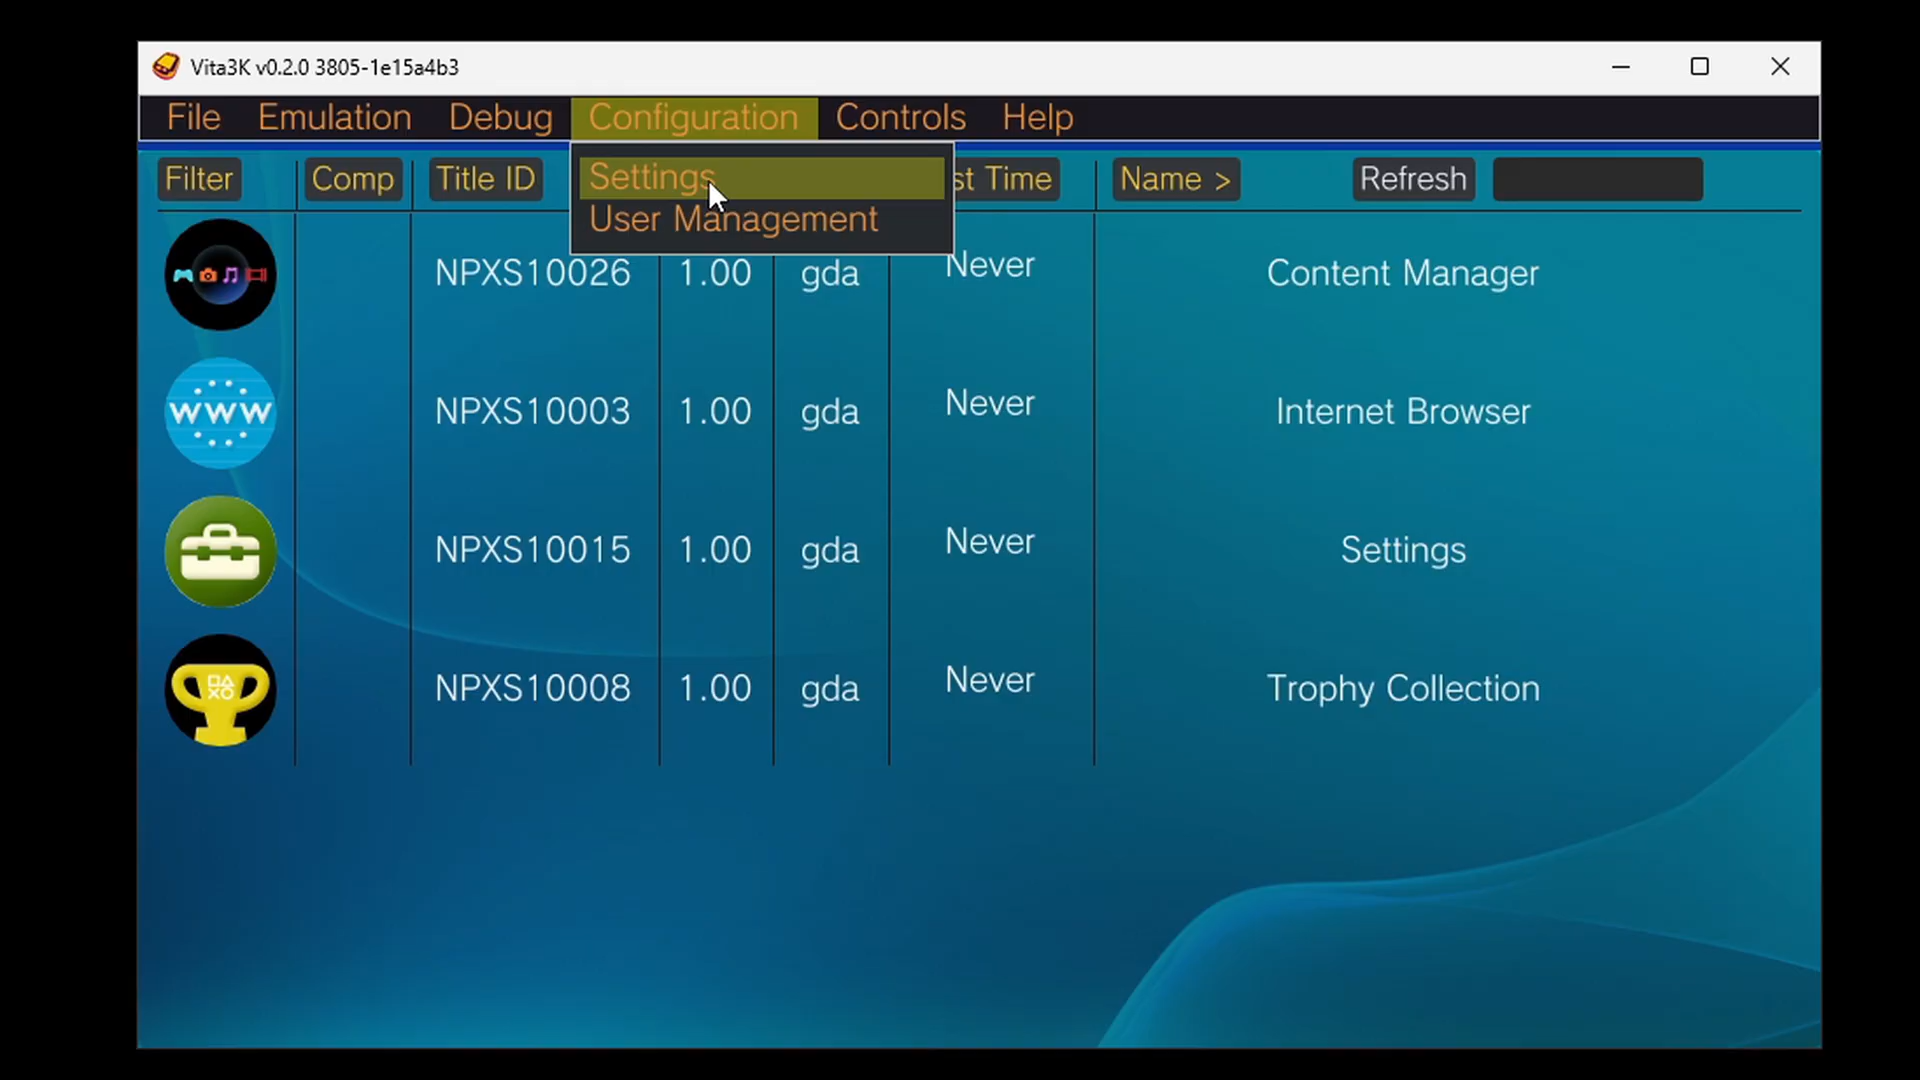 Vita3K v0.2.0 3805-1e15a4b3
File Emulation Debug Configuration Controls Help
Filter Comp Title ID st Time Name > Refresh
Settings
User Management
NPXS10026 1.00 gda Never Content Manager
WWW
NPXS10003 1.00 gda Never Internet Browser
NPXS10015 1.00 gda Never Settings
NPXS10008 1.00 gda Never Trophy Collection